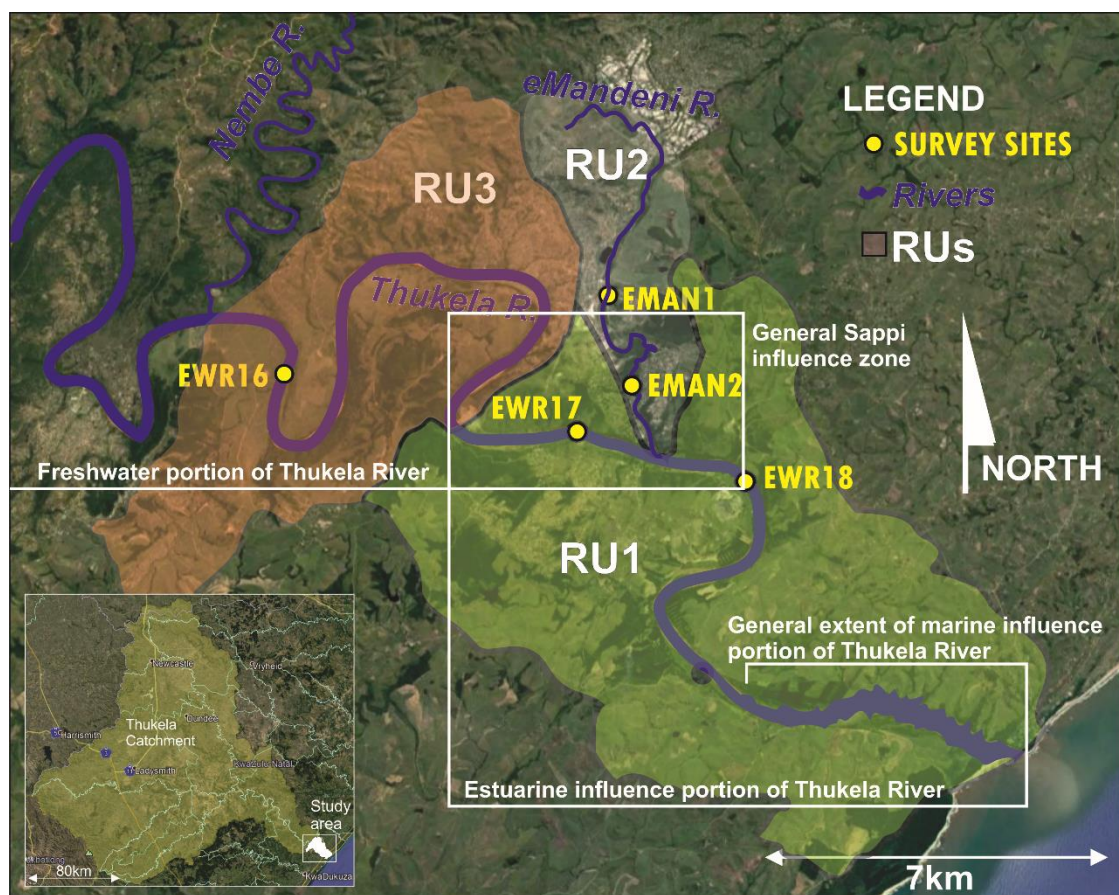 Nembe R.
eMandeni R.
LEGEND
SURVEY SITES
Rivers
RUs
RU2
RU3
Thukela R.
EMAN1
General Sappi
influence zone
EWR16
EMAN2
EWR17
Freshwater portion of Thukela River
EWR18
NORTH
RU1
General extent of marine influence
portion of Thukela River
Estuarine influence portion of Thukela River
7km
Newcastle
Vryheid
Dundee
Thukela
Catchment
Harrismith
Ladysmith
KwaZulu-Natal
Study
area
80km
KwaDukuza